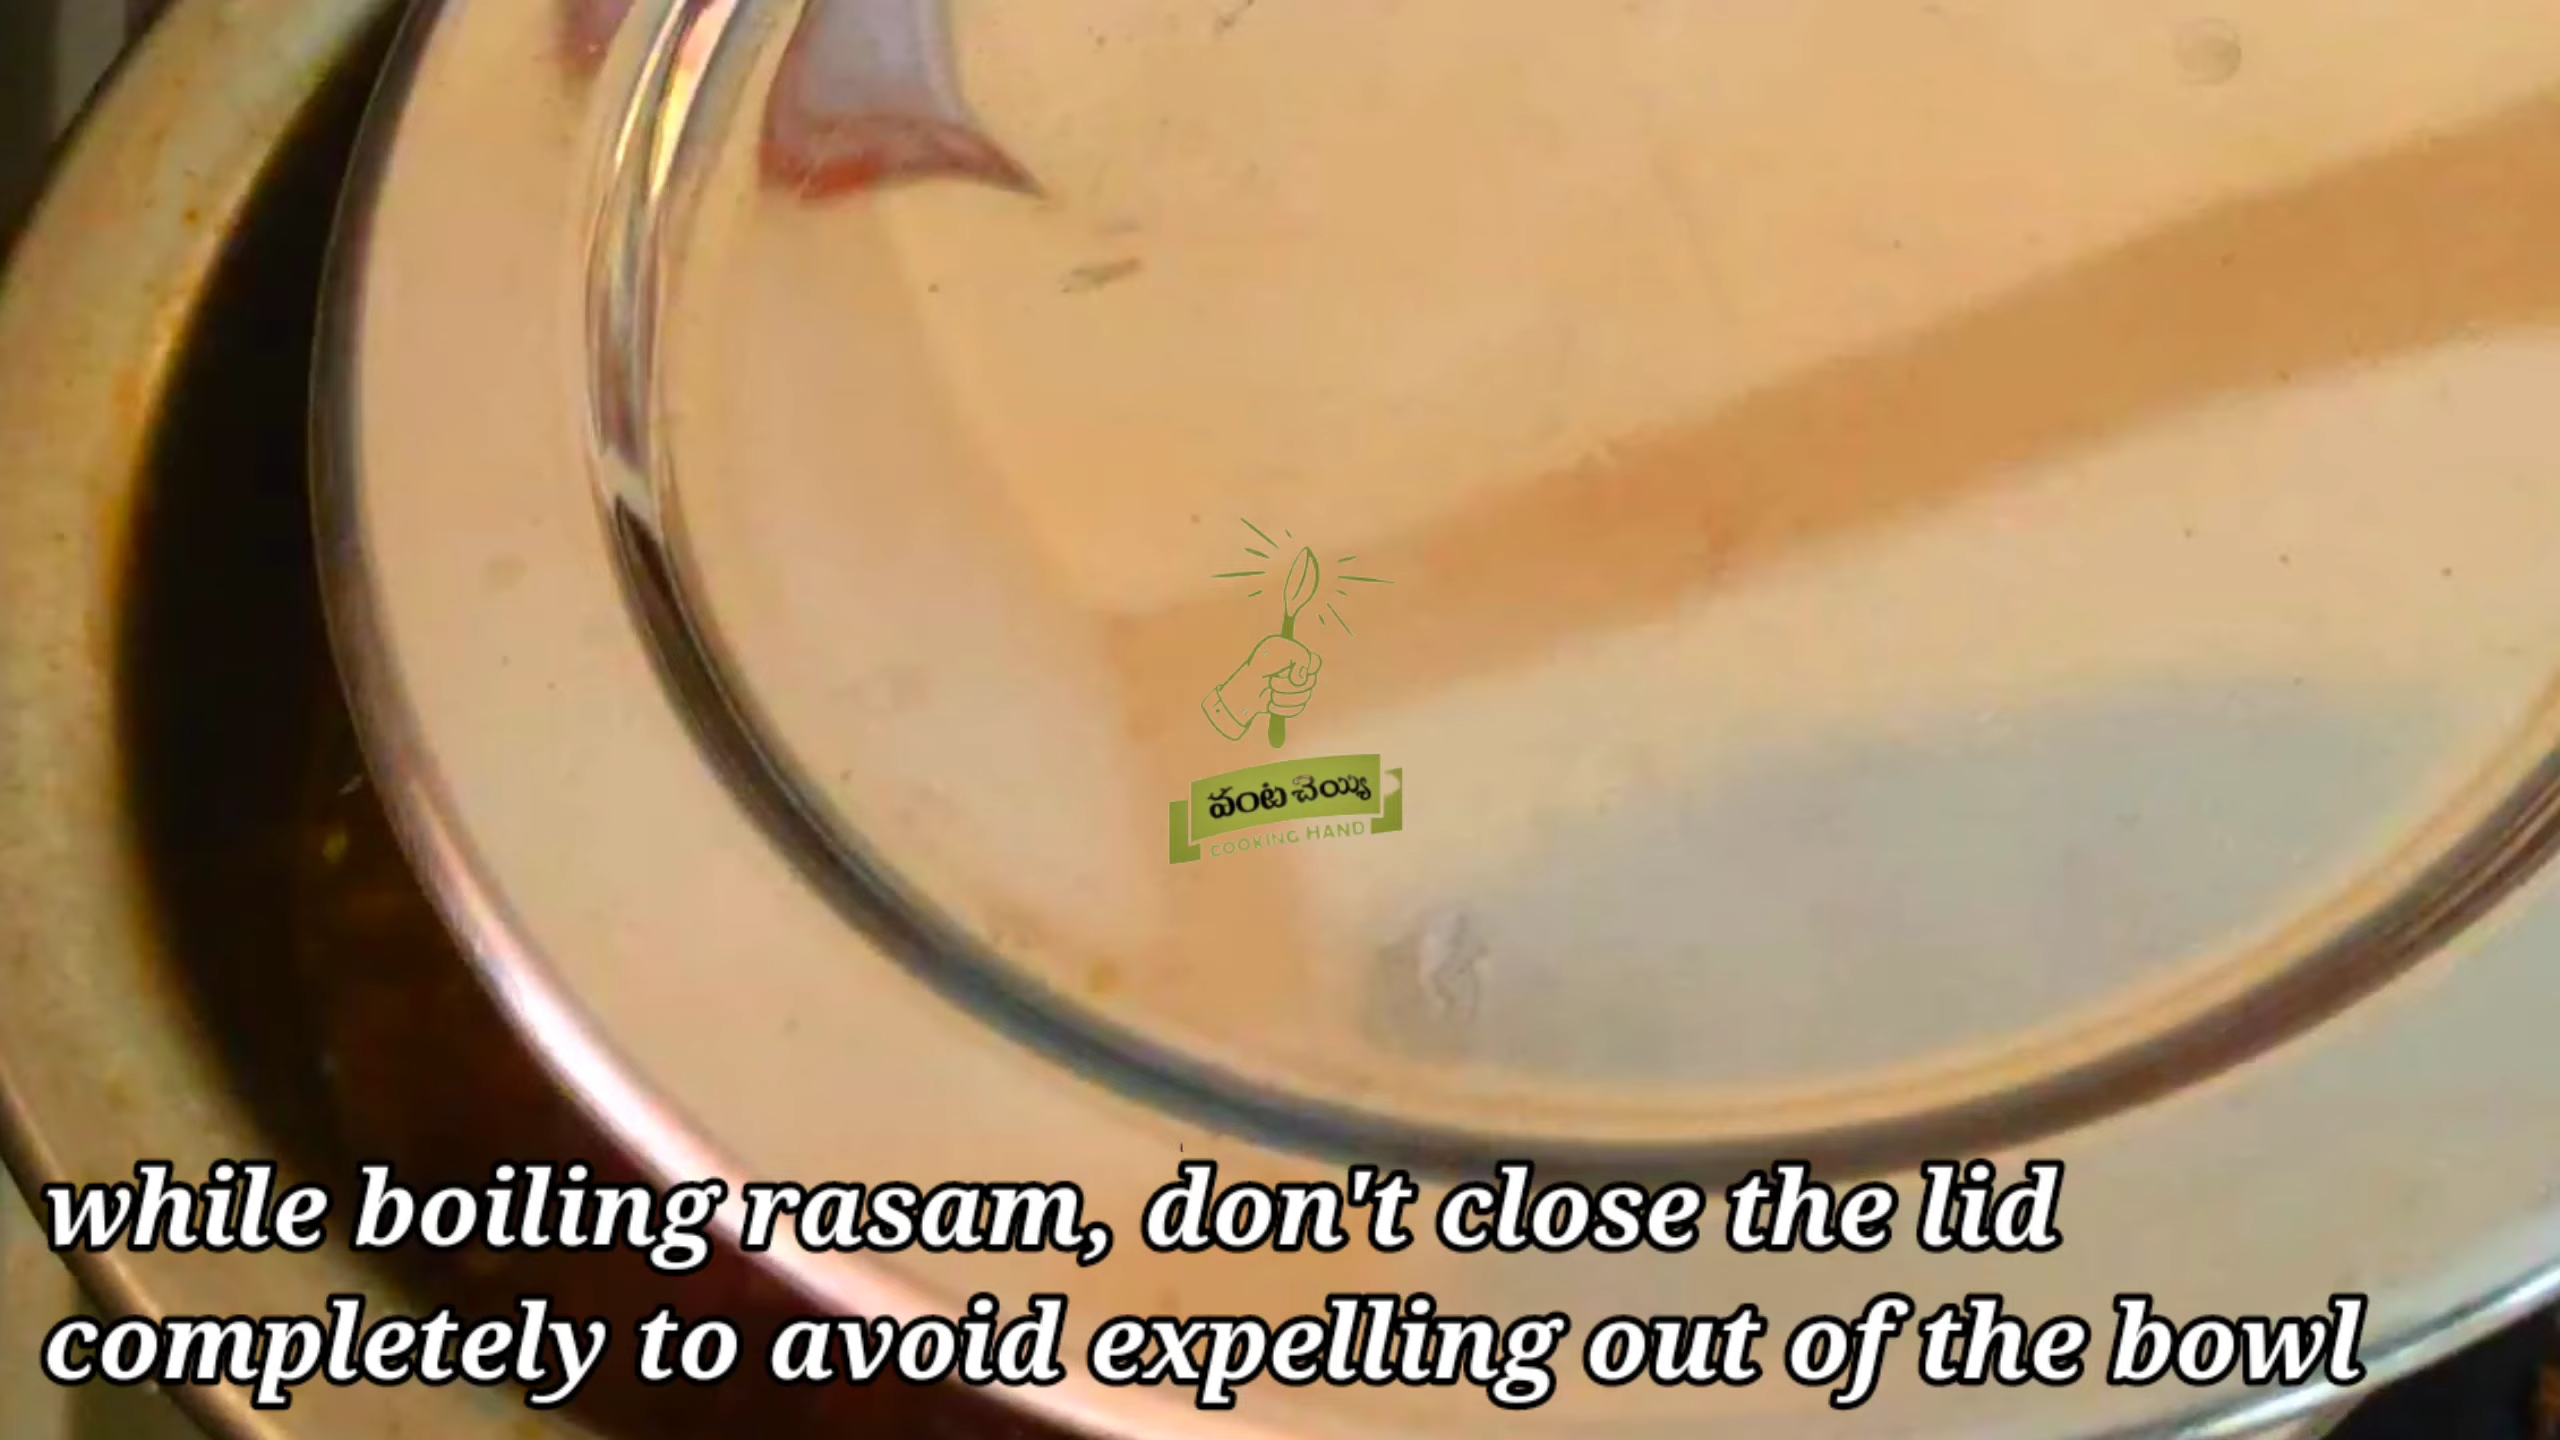 వంట చెయ్యి
COOKING HAND
while boiling rasam, don't close the lid
completely to avoid expelling out of the bowl